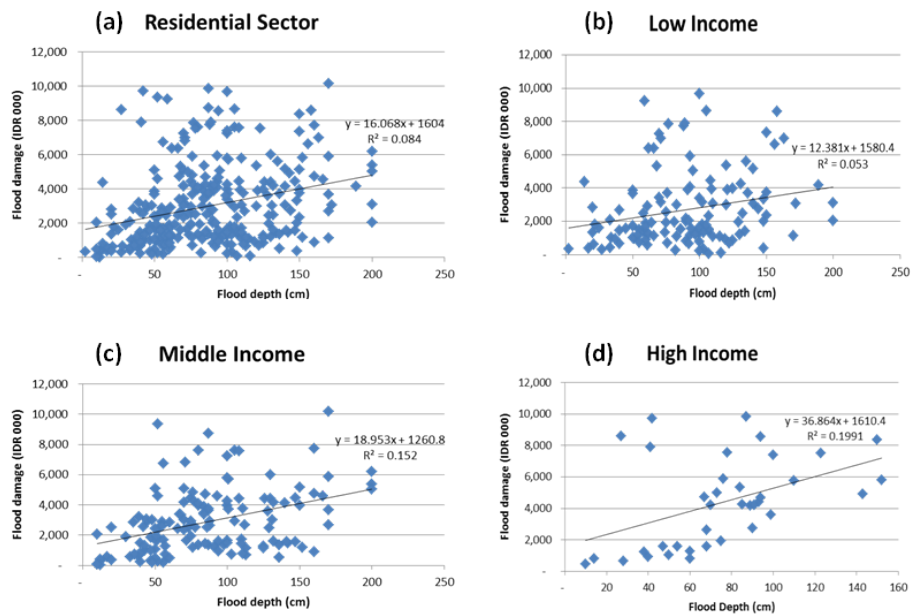 (a) Residential Sector
12,000
10,000
8,000
6,000
4,000
2,000
-
Flood damage (IDR 000)
y = 16.068x + 1604
R² = 0.084
- 50 100 150 200 250
Flood depth (cm)
(b) Low Income
12,000
10,000
8,000
6,000
4,000
2,000
-
Flood damage (IDR 000)
y = 12.381x + 1580.4
R² = 0.053
- 50 100 150 200 250
Flood depth (cm)
(c) Middle Income
12,000
10,000
8,000
6,000
4,000
2,000
-
Flood damage (IDR 000)
y = 18.953x + 1260.8
R² = 0.152
- 50 100 150 200 250
Flood depth (cm)
(d) High Income
12,000
10,000
8,000
6,000
4,000
2,000
-
Flood damage (IDR 000)
y = 36.864x + 1610.4
R² = 0.1991
- 20 40 60 80 100 120 140 160
Flood Depth (cm)